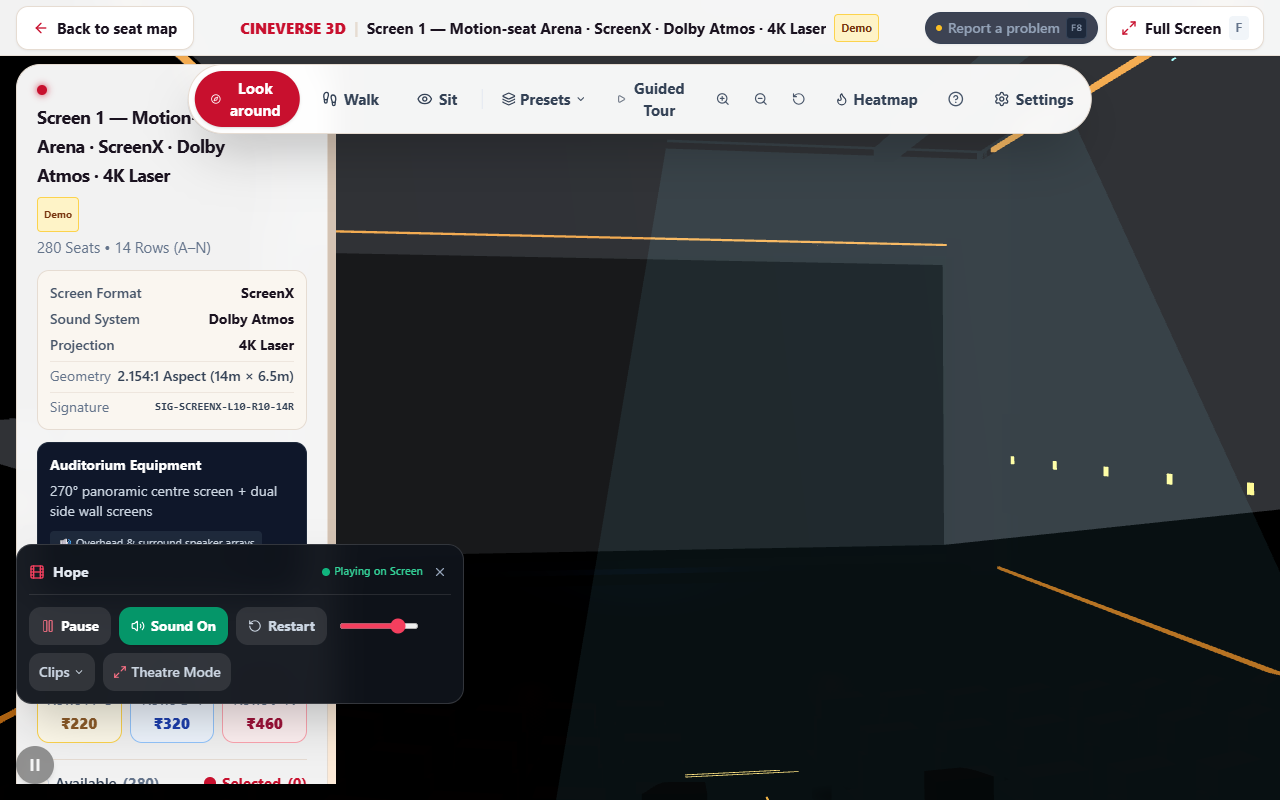 Back to seat map
CINEVERSE 3D | Screen 1 — Motion-seat Arena · ScreenX · Dolby Atmos · 4K Laser Demo
Report a problem F8
Full Screen F
Look around
Walk
Sit
Presets
Guided Tour
Heatmap
Settings
Screen 1 — Motion-
Arena · ScreenX · Dolby
Atmos · 4K Laser
Demo
280 Seats • 14 Rows (A–N)
Screen Format ScreenX
Sound System Dolby Atmos
Projection 4K Laser
Geometry 2.154:1 Aspect (14m × 6.5m)
Signature SIG-SCREENX-L10-R10-14R
Auditorium Equipment
270° panoramic centre screen + dual
side wall screens
Overhead & surround speaker arrays
Hope
Playing on Screen
Pause
Sound On
Restart
Clips
Theatre Mode
₹220 ₹320 ₹460
Available (280) Selected (0)